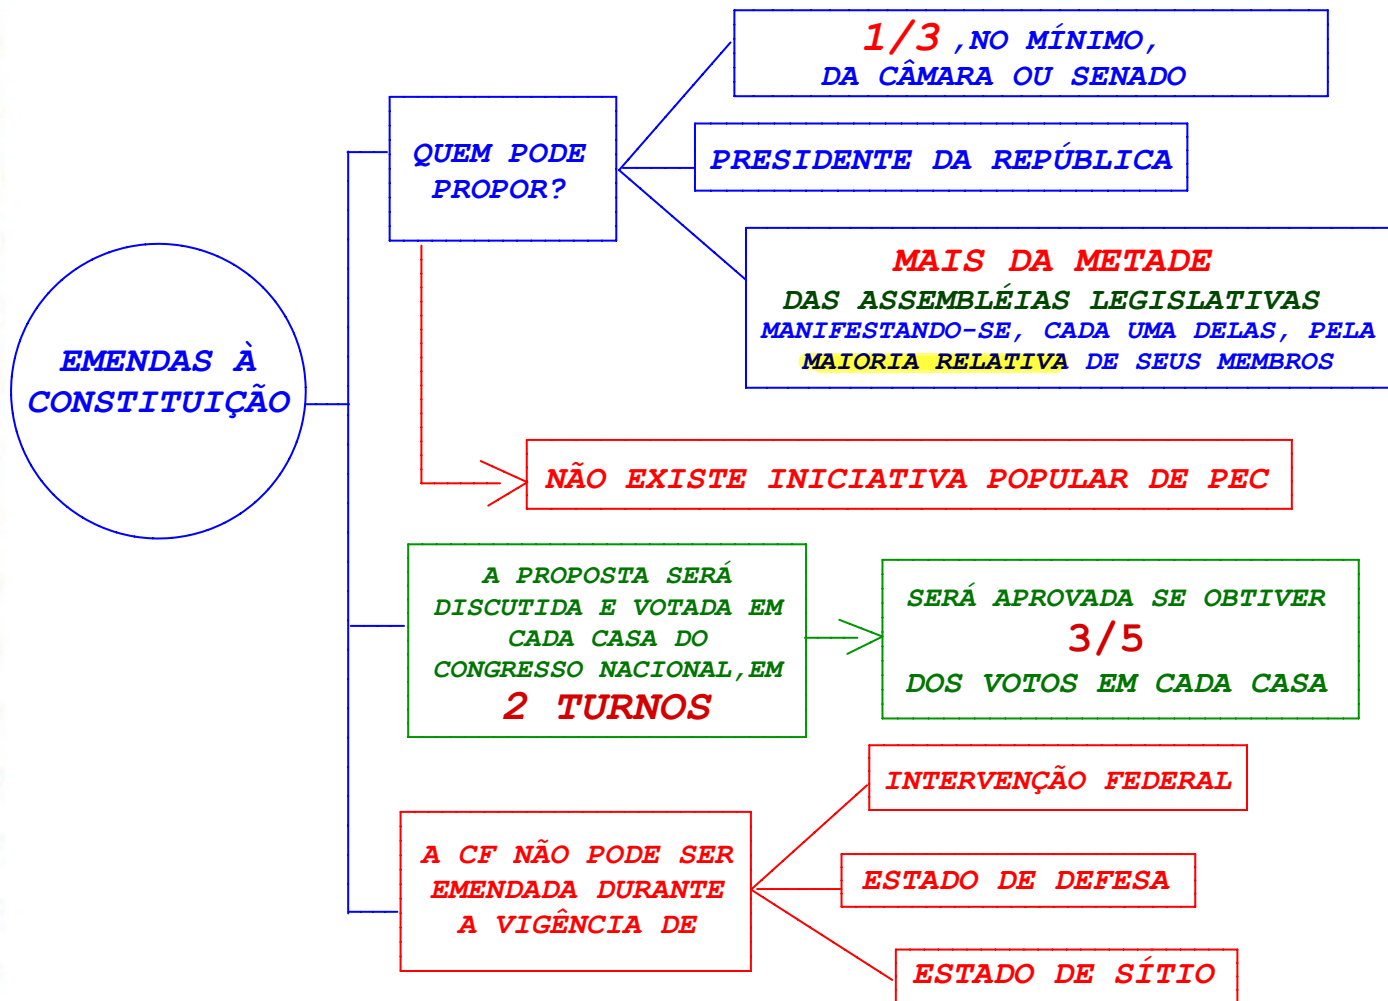 EMENDAS À
CONSTITUIÇÃO
QUEM PODE
PROPOR?
1/3 ,NO MÍNIMO,
DA CÂMARA OU SENADO
PRESIDENTE DA REPÚBLICA
MAIS DA METADE
DAS ASSEMBLÉIAS LEGISLATIVAS
MANIFESTANDO-SE, CADA UMA DELAS, PELA
MAIORIA RELATIVA DE SEUS MEMBROS
NÃO EXISTE INICIATIVA POPULAR DE PEC
A PROPOSTA SERÁ
DISCUTIDA E VOTADA EM
CADA CASA DO
CONGRESSO NACIONAL,EM
2 TURNOS
SERÁ APROVADA SE OBTIVER
3/5
DOS VOTOS EM CADA CASA
A CF NÃO PODE SER
EMENDADA DURANTE
A VIGÊNCIA DE
INTERVENÇÃO FEDERAL
ESTADO DE DEFESA
ESTADO DE SÍTIO